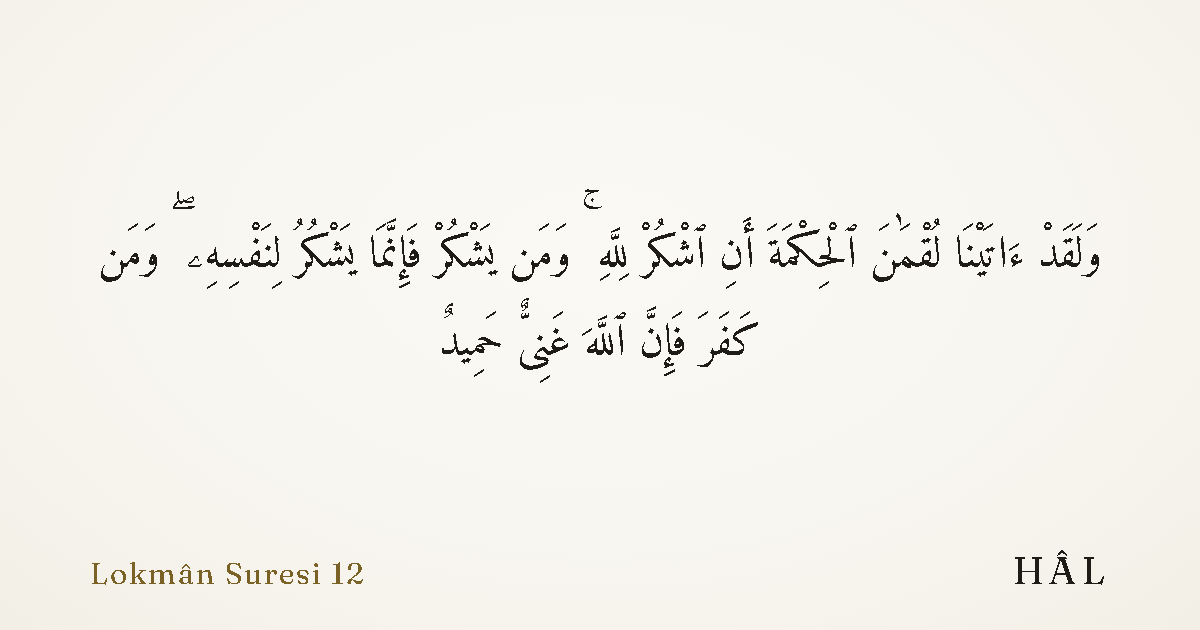 وَلَقَدْ ءَاتَيْنَا لُقْمَٰنَ ٱلْحِكْمَةَ أَنِ ٱشْكُرْ لِلَّهِ ۚ وَمَن يَشْكُرْ فَإِنَّمَا يَشْكُرُ لِنَفْسِهِۦ ۖ وَمَن
كَفَرَ فَإِنَّ ٱللَّهَ غَنِىٌّ حَمِيدٌ
Lokmân Suresi 12
HÂL